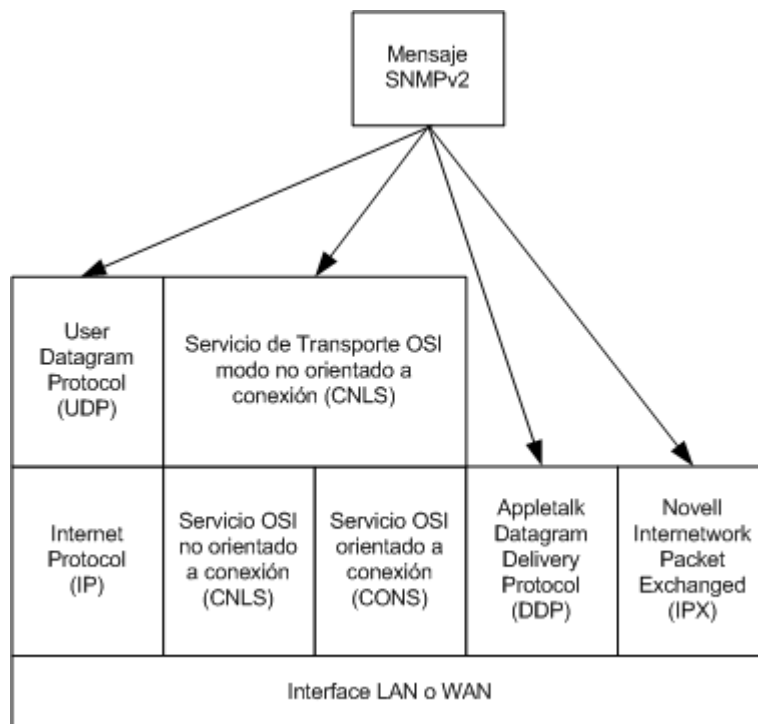 Mensaje
SNMPv2
User
Datagram
Protocol
(UDP)
Servicio de Transporte OSI
modo no orientado a
conexión (CNLS)
Internet
Protocol
(IP)
Servicio OSI
no orientado
a conexión
(CNLS)
Servicio OSI
orientado a
conexión
(CONS)
Appletalk
Datagram
Delivery
Protocol
(DDP)
Novell
Internetwork
Packet
Exchanged
(IPX)
Interface LAN o WAN